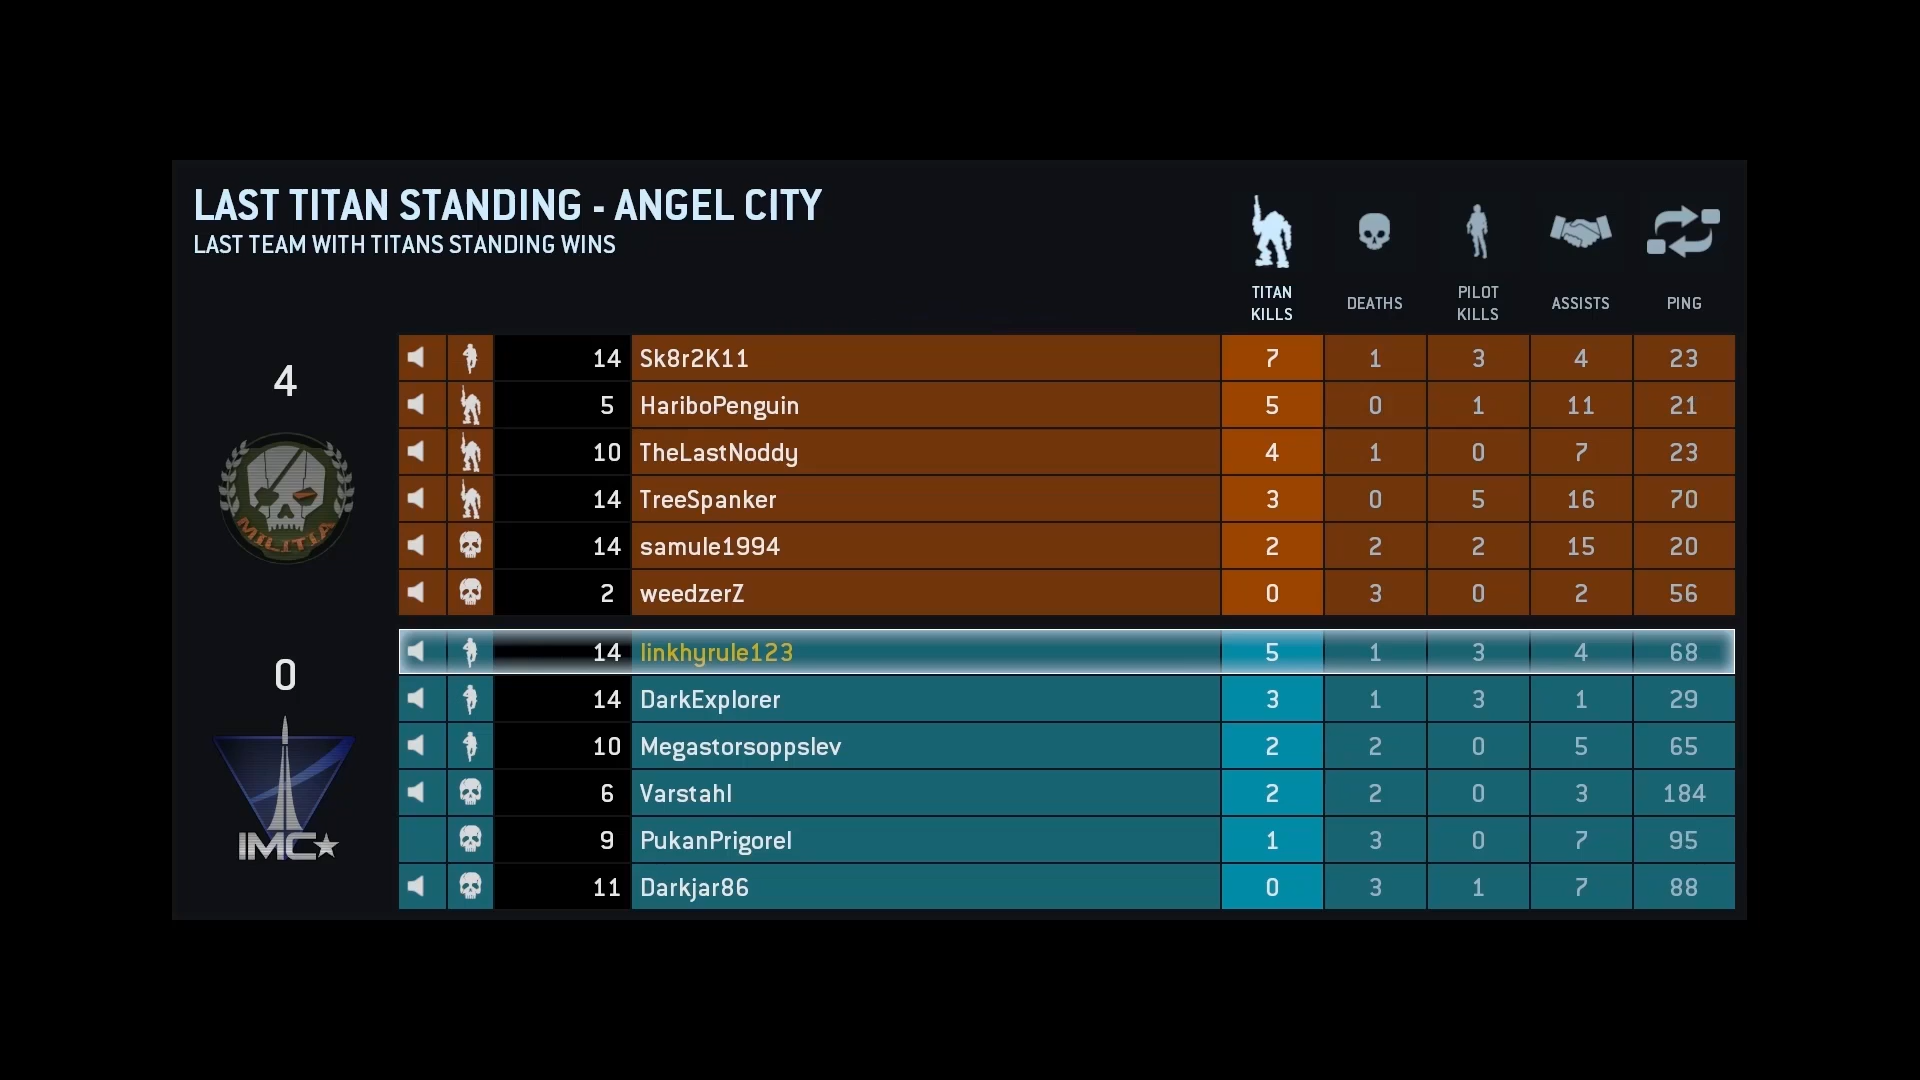 LAST TITAN STANDING - ANGEL CITY
LAST TEAM WITH TITANS STANDING WINS
TITAN KILLS DEATHS PILOT KILLS ASSISTS PING
4
MILITIA
14 Sk8r2K11 7 1 3 4 23
5 HariboPenguin 5 0 1 11 21
10 TheLastNoddy 4 1 0 7 23
14 TreeSpanker 3 0 5 16 70
14 samule1994 2 2 2 15 20
2 weedzerZ 0 3 0 2 56
0
IMC
14 linkhyrule123 5 1 3 4 68
14 DarkExplorer 3 1 3 1 29
10 Megastorsoppslev 2 2 0 5 65
6 Varstahl 2 2 0 3 184
9 PukanPrigorel 1 3 0 7 95
11 Darkjar86 0 3 1 7 88